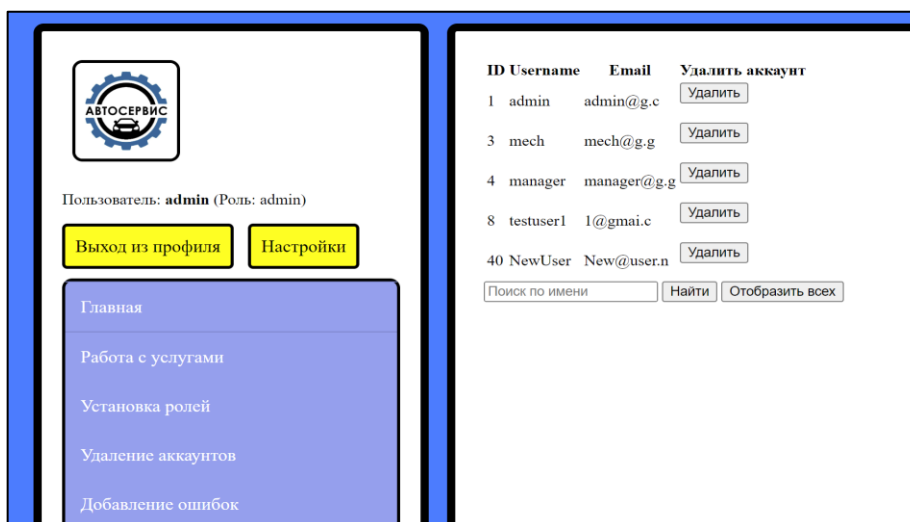 АВТОСЕРВИС
Пользователь: admin (Роль: admin)
Выход из профиля Настройки
Главная
Работа с услугами
Установка ролей
Удаление аккаунтов
Добавление ошибок
ID Username Email Удалить аккаунт
1 admin admin@g.c Удалить
3 mech mech@g.g Удалить
4 manager manager@g.g Удалить
8 testuser1 1@gmai.c Удалить
40 NewUser New@user.n Удалить
Поиск по имени Найти Отобразить всех